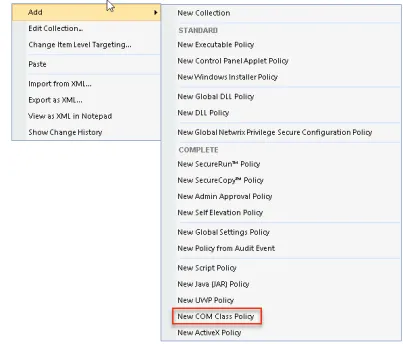 Add
Edit Collection...
Change Item Level Targeting...
Paste
Import from XML...
Export as XML...
View as XML in Notepad
Show Change History
New Collection
STANDARD
New Executable Policy
New Control Panel Applet Policy
New Windows Installer Policy
New Global DLL Policy
New DLL Policy
New Global Netwrix Privilege Secure Configuration Policy
COMPLETE
New SecureRun™ Policy
New SecureCopy™ Policy
New Admin Approval Policy
New Self Elevation Policy
New Global Settings Policy
New Policy from Audit Event
New Script Policy
New Java (JAR) Policy
New UWP Policy
New COM Class Policy
New ActiveX Policy